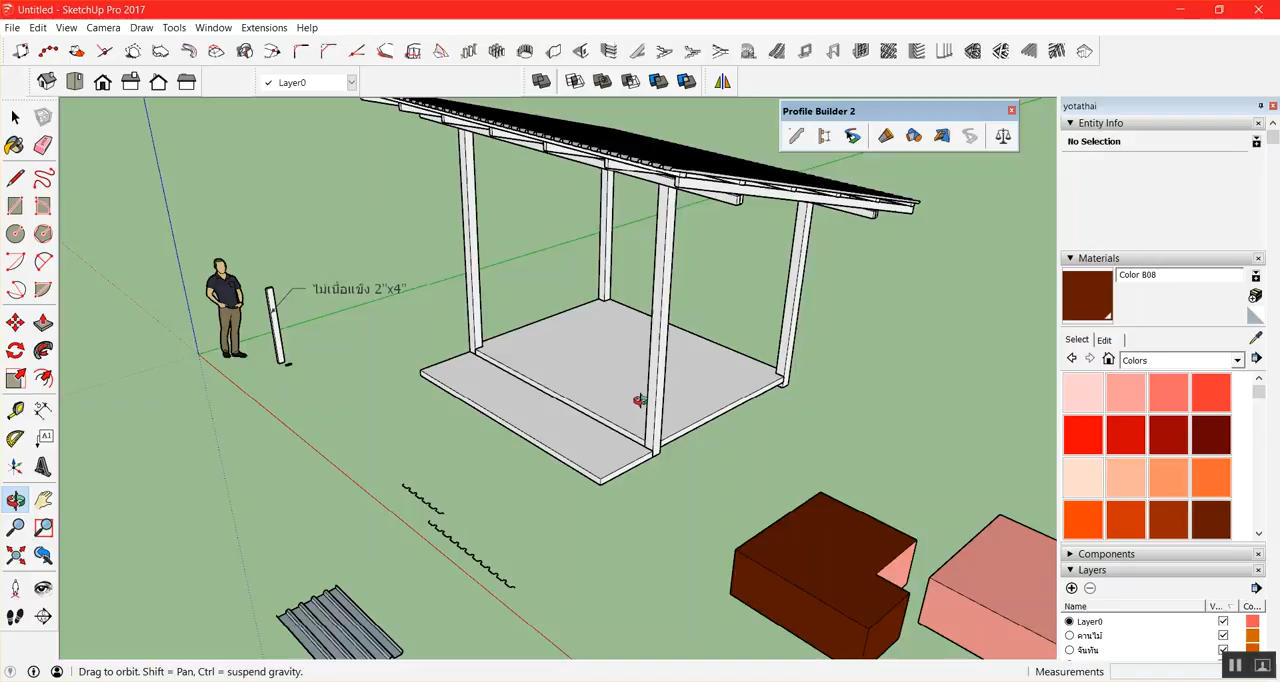 Untitled - SketchUp Pro 2017
File Edit View Camera Draw Tools Window Extensions Help
Layer0
Profile Builder 2
yotathai
Entity Info
No Selection
ไม้เนื้อแข็ง 2"x4"
Materials
Color B08
Select Edit
Colors
A1
Components
Layers
Name V... Co...
Layer0
คานไม้
จันทัน
Drag to orbit. Shift = Pan, Ctrl = suspend gravity.
Measurements